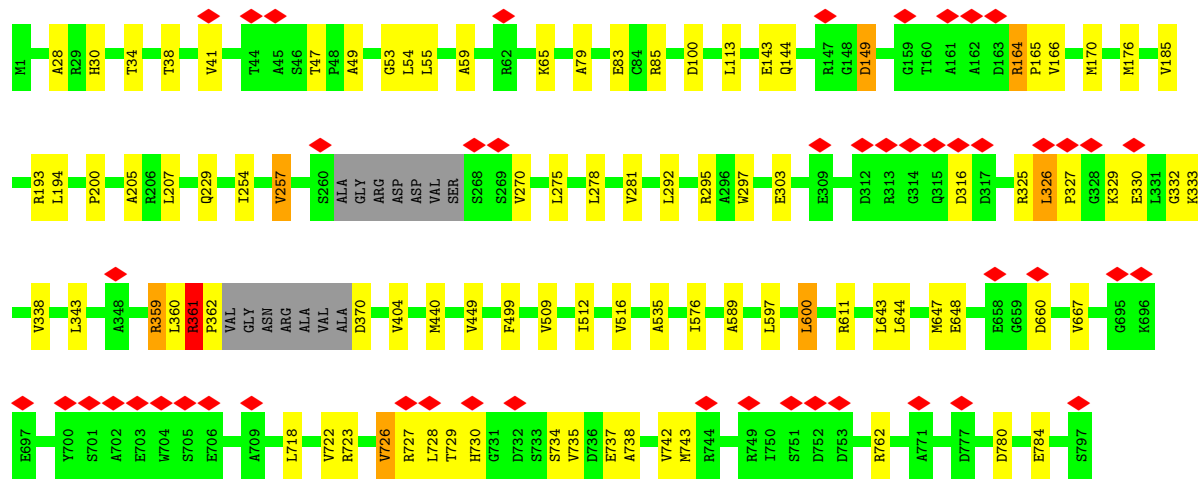 M1 A28 R29 H30 T34 T38 V41 T44 A45 S46 T47 P48 A49 G53 L54 L55 A59 R62 K65 A79 E83 C84 R85 D100 L113 E143 Q144 R147 G148 D149 G159 T160 A161 A162 D163 R164 P165 V166 M170 M176 V185
R193 L194 P200 A205 R206 L207 Q229 I254 V257 S260 ALA GLY ARG ASP ASP VAL SER S268 S269 V270 L275 L278 V281 L292 R295 A296 W297 E303 E309 D312 R313 G314 Q315 D316 D317 R325 L326 P327 G328 K329 E330 L331 G332 K333
V338 L343 A348 R359 L360 R361 P362 VAL GLY ASN ARG ALA VAL ALA D370 V404 M440 V449 F499 V509 I512 V516 A535 I576 A589 L597 L600 R611 L643 L644 M647 E648 E658 G659 D660 V667 G695 K696
E697 Y700 S701 A702 E703 W704 S705 E706 A709 L718 V722 R723 V726 R727 L728 T729 H730 G731 D732 S733 S734 V735 D736 E737 A738 V742 M743 R744 R749 I750 S751 D752 D753 R762 A771 D777 D780 E784 S797